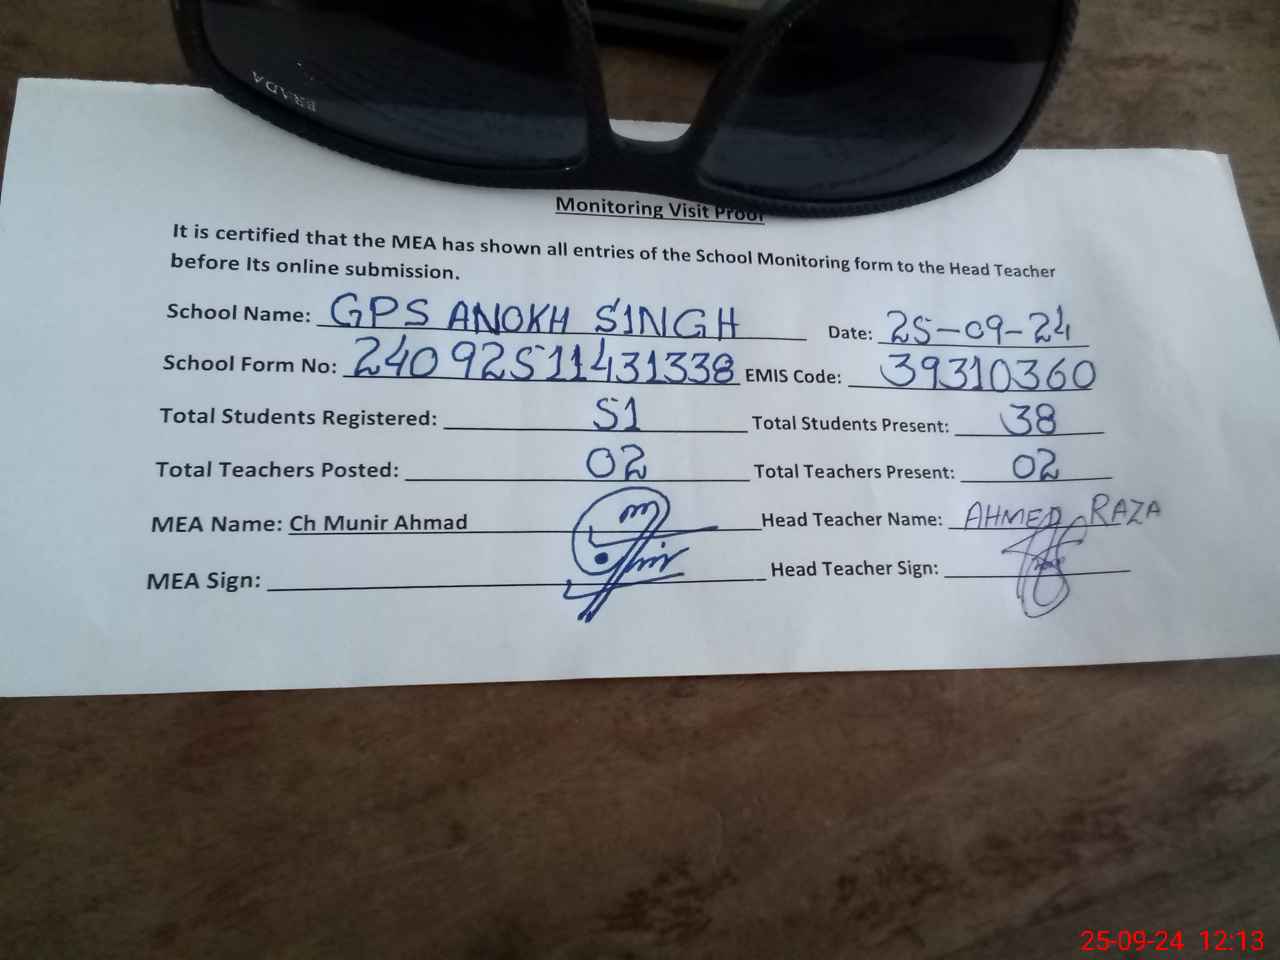 PRADA
Monitoring Visit Proof
It is certified that the MEA has shown all entries of the School Monitoring form to the Head Teacher
before Its online submission.
School Name: GPS ANOKH SINGH Date: 25-09-24
School Form No: 24092511431338 EMIS Code: 39310360
Total Students Registered: 51 Total Students Present: 38
Total Teachers Posted: 02 Total Teachers Present: 02
MEA Name: Ch Munir Ahmad Head Teacher Name: AHMED RAZA
MEA Sign: Head Teacher Sign:
25-09-24 12:13